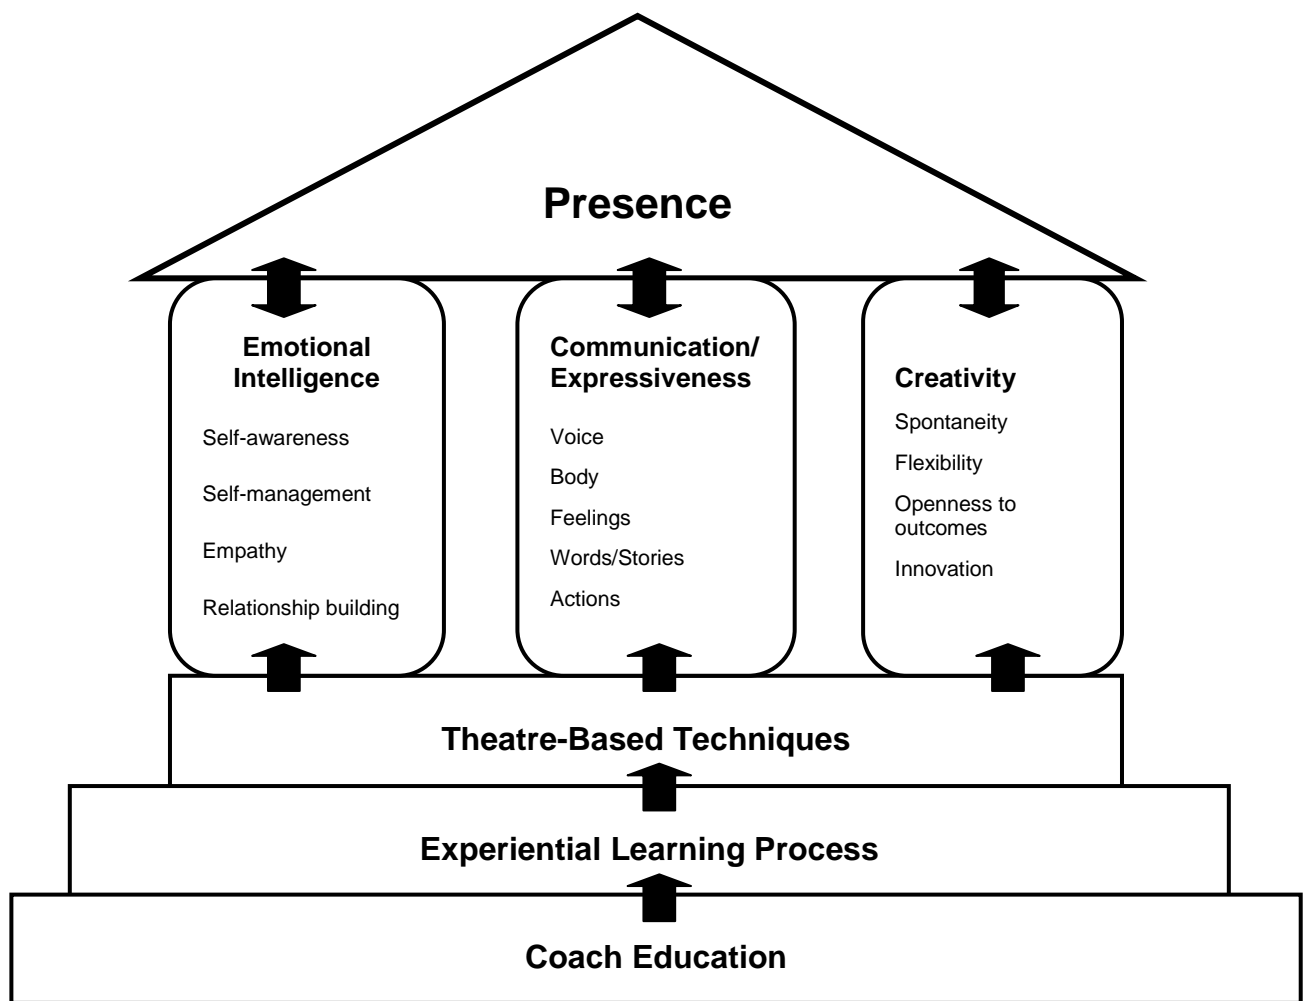 Presence
Emotional
Intelligence
Self-awareness
Self-management
Empathy
Relationship building
Communication/
Expressiveness
Voice
Body
Feelings
Words/Stories
Actions
Creativity
Spontaneity
Flexibility
Openness to
outcomes
Innovation
Theatre-Based Techniques
Experiential Learning Process
Coach Education